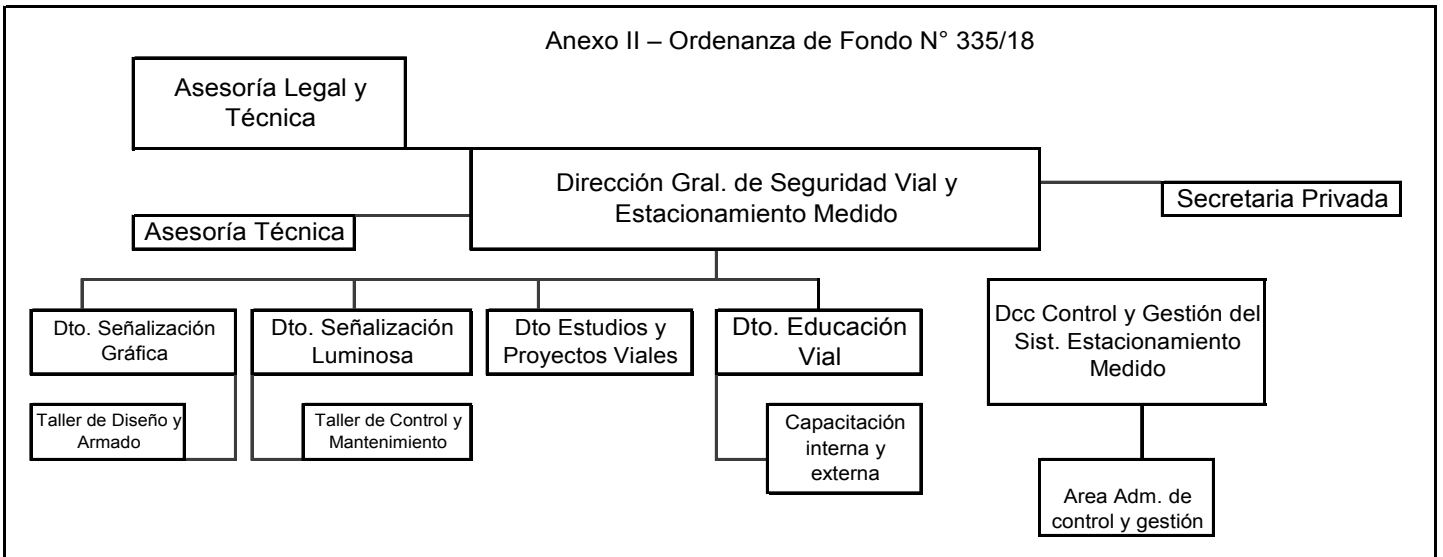 Anexo II – Ordenanza de Fondo N° 335/18
Asesoría Legal y
Técnica
Dirección Gral. de Seguridad Vial y
Estacionamiento Medido
Secretaria Privada
Asesoría Técnica
Dto. Señalización
Gráfica
Dto. Señalización
Luminosa
Dto Estudios y
Proyectos Viales
Dto. Educación
Vial
Dcc Control y Gestión del
Sist. Estacionamiento
Medido
Taller de Diseño y
Armado
Taller de Control y
Mantenimiento
Capacitación
interna y
externa
Area Adm. de
control y gestión